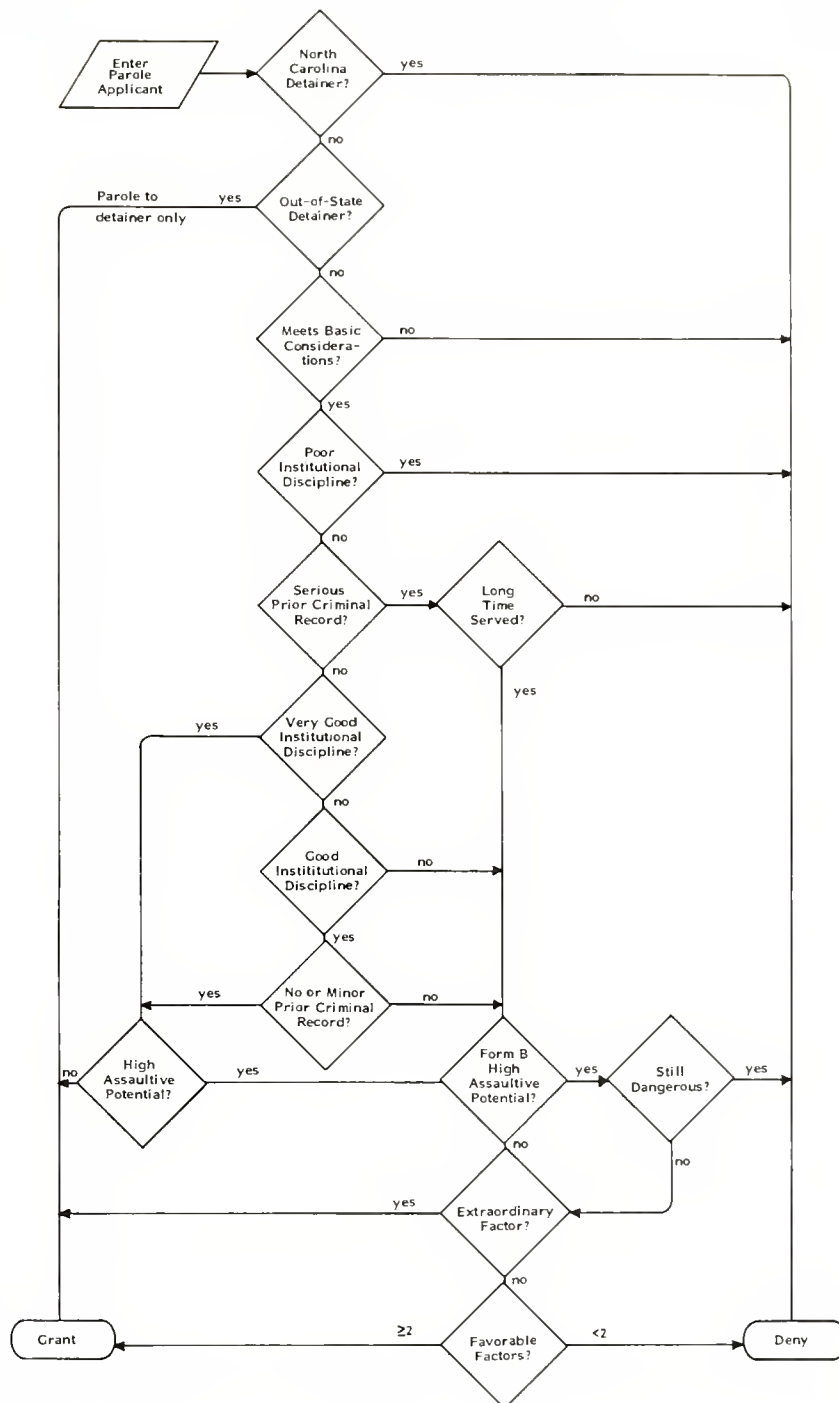 Enter
Parole
Applicant
North
Carolina
Detainer?
yes
no
Parole to
detainer only
yes
Out-of-State
Detainer?
no
Meets Basic
Considera-
tions?
no
yes
Poor
Institutional
Discipline?
yes
no
Serious
Prior Criminal
Record?
yes
Long
Time
Served?
no
no
yes
yes
Very Good
Institutional
Discipline?
no
Good
Instititutional
Discipline?
no
yes
yes
No or Minor
Prior Criminal
Record?
no
no
High
Assaultive
Potential?
yes
Form B
High
Assaultive
Potential?
yes
Still
Dangerous?
yes
no
no
yes
Extraordinary
Factor?
no
Grant
≥2
Favorable
Factors?
<2
Deny